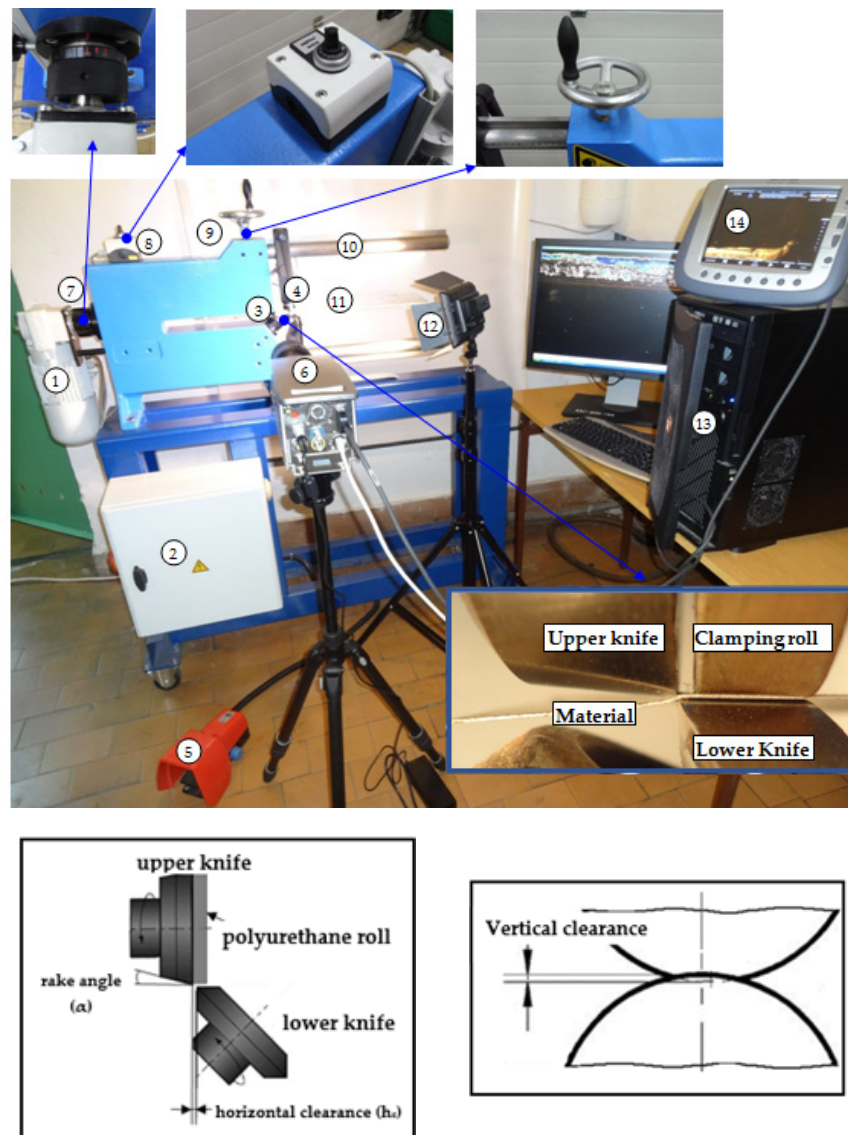 8
9
10
14
7
3
4
11
12
1
6
13
2
5
Upper knife
Clamping roll
Material
Lower Knife
upper knife
polyurethane roll
rake angle
(α)
lower knife
horizontal clearance (hc)
Vertical clearance